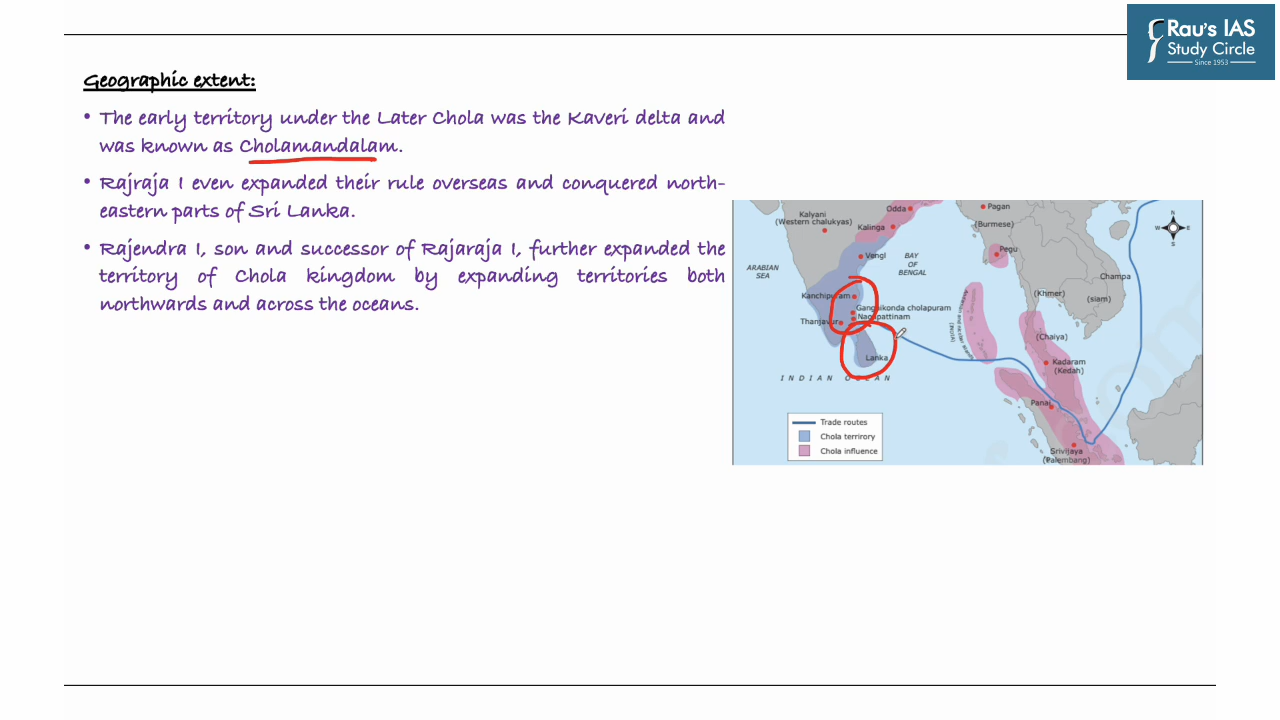 Rau's IAS
Study Circle
Since 1953
Geographic extent:
• The early territory under the Later Chola was the Kaveri delta and
was known as Cholamandalam.
• Rajraja I even expanded their rule overseas and conquered north-
eastern parts of Sri Lanka.
• Rajendra I, son and successor of Rajaraja I, further expanded the
territory of Chola kingdom by expanding territories both
northwards and across the oceans.
Kalyani
(Western chalukyas)
Odda
Kalinga
Vengi
BAY
OF
BENGAL
ARABIAN
SEA
Kanchipuram
Gangaikonda cholapuram
Nagapattinam
Thanjavur
Lanka
INDIAN OCEAN
Pagan
(Burmese)
Pegu
(Khmer)
Champa
(siam)
(Chaiya)
Kadaram
(Kedah)
Panai
Srivijaya
(Palembang)
N
W
E
S
Trade routes
Chola terrirory
Chola influence